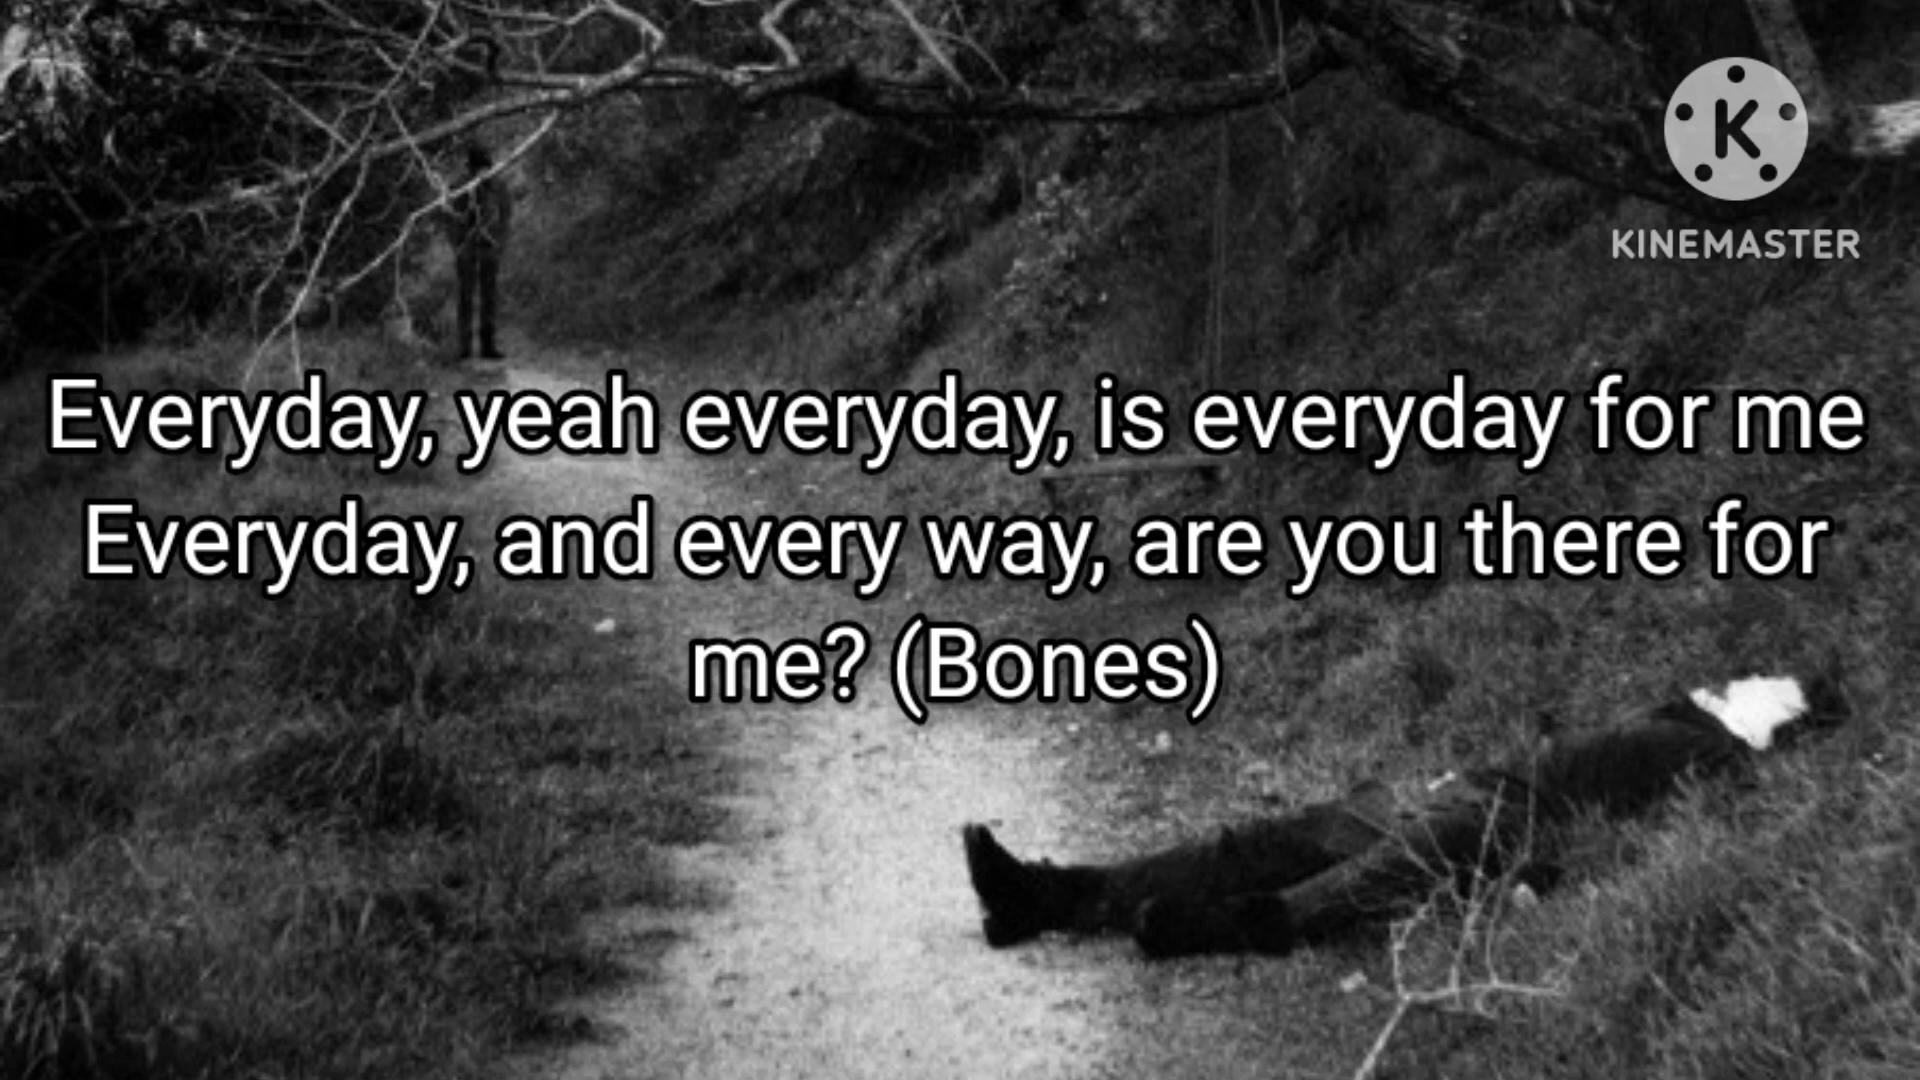 K
KINEMASTER
Everyday, yeah everyday, is everyday for me
Everyday, and every way, are you there for
me? (Bones)